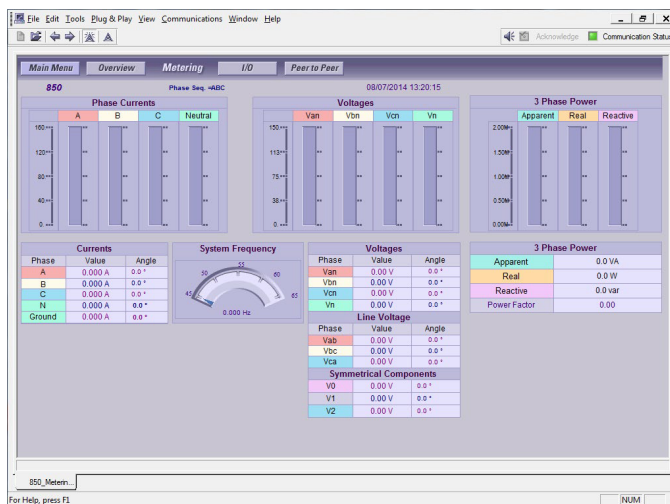 File Edit Tools Plug & Play View Communications Window Help
Acknowledge Communication Status
Main Menu Overview Metering I/O Peer to Peer
850 Phase Seq. =ABC 08/07/2014 13:20:15
Phase Currents
A B C Neutral
160
120
80
40
0
Voltages
Van Vbn Vcn Vn
150
113
75
38
0
3 Phase Power
Apparent Real Reactive
2.00M
1.50M
1.00M
0.50M
0.00M
Currents
Phase Value Angle
A 0.000 A 0.0 °
B 0.000 A 0.0 °
C 0.000 A 0.0 °
N 0.000 A 0.0 °
Ground 0.000 A 0.0 °
System Frequency
45 50 55 60 65
0.000 Hz
Voltages
Phase Value Angle
Van 0.00 V 0.0 °
Vbn 0.00 V 0.0 °
Vcn 0.00 V 0.0 °
Vn 0.00 V 0.0 °
Line Voltage
Phase Value Angle
Vab 0.00 V 0.0 °
Vbc 0.00 V 0.0 °
Vca 0.00 V 0.0 °
Symmetrical Components
V0 0.00 V 0.0 °
V1 0.00 V 0.0 °
V2 0.00 V 0.0 °
3 Phase Power
Apparent 0.0 VA
Real 0.0 W
Reactive 0.0 var
Power Factor 0.00
850_Meterin...
For Help, press F1 NUM